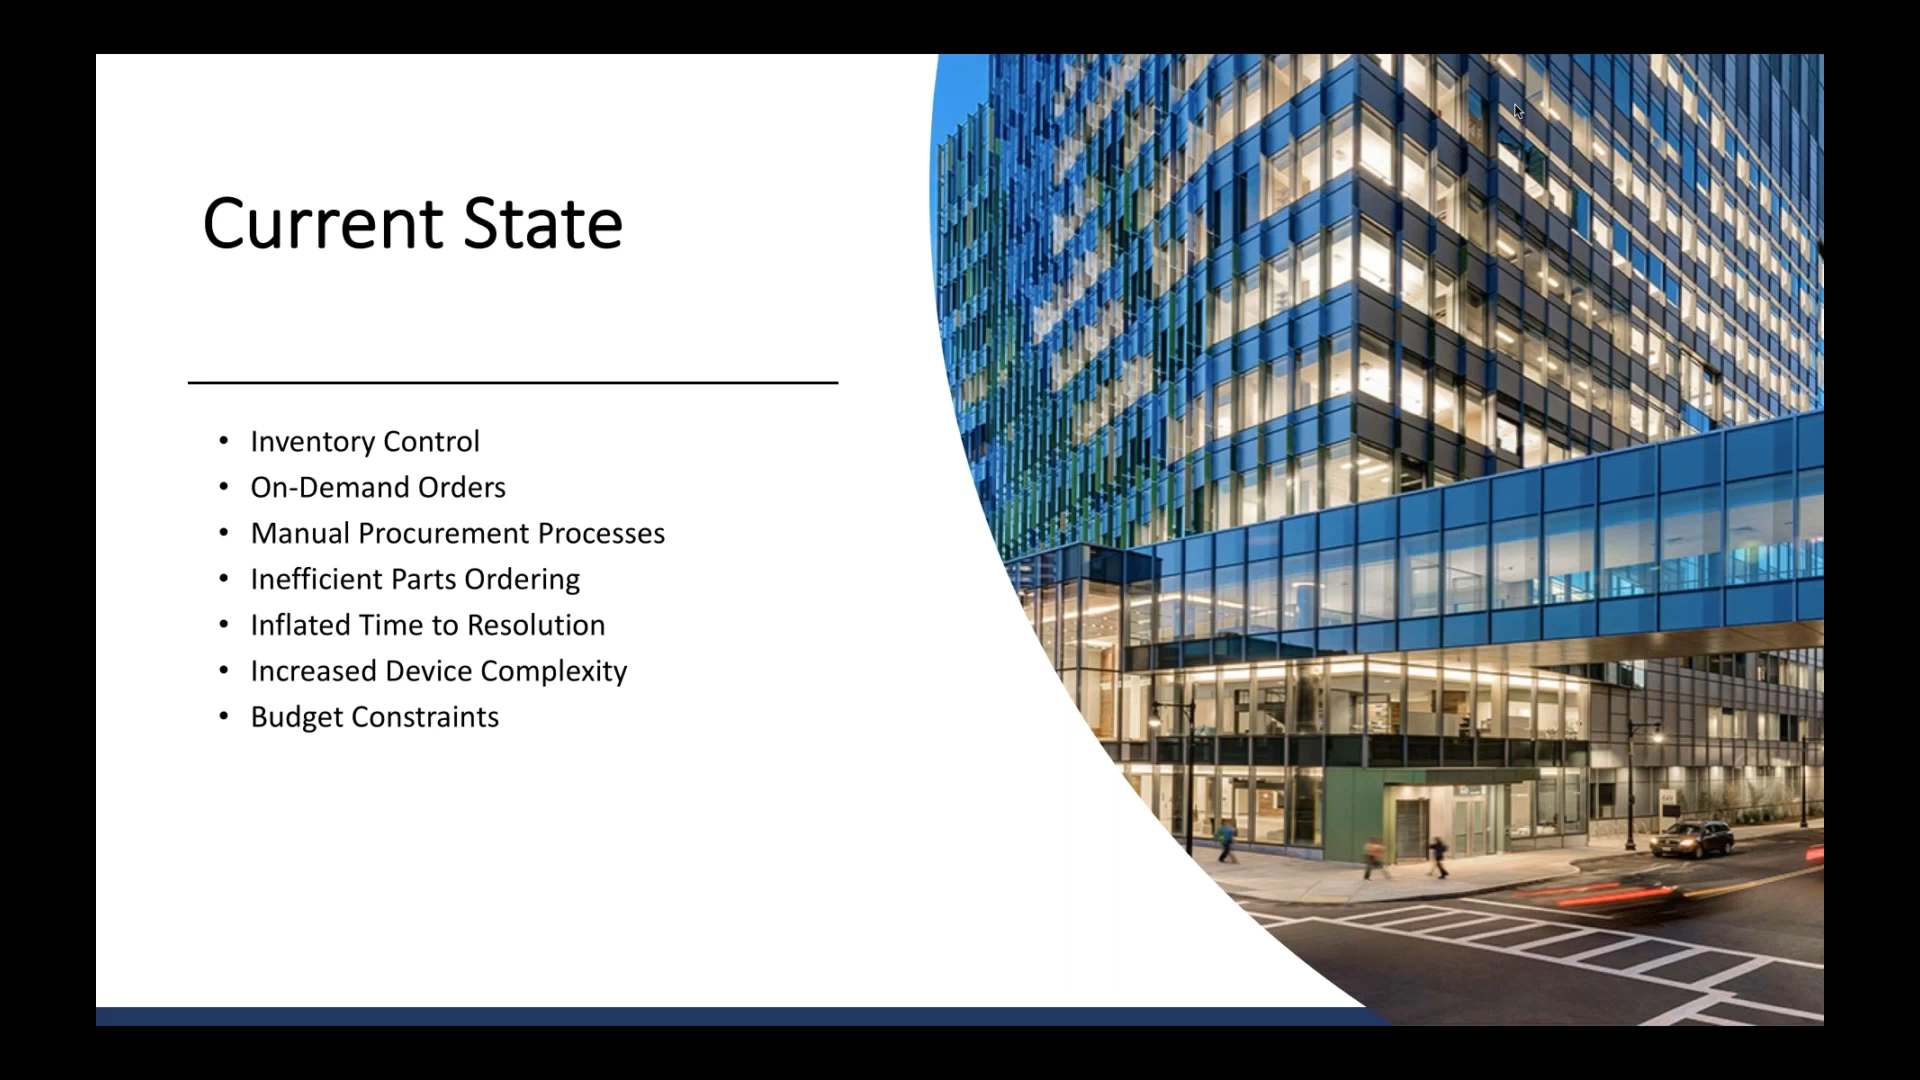 Current State
• Inventory Control
• On-Demand Orders
• Manual Procurement Processes
• Inefficient Parts Ordering
• Inflated Time to Resolution
• Increased Device Complexity
• Budget Constraints